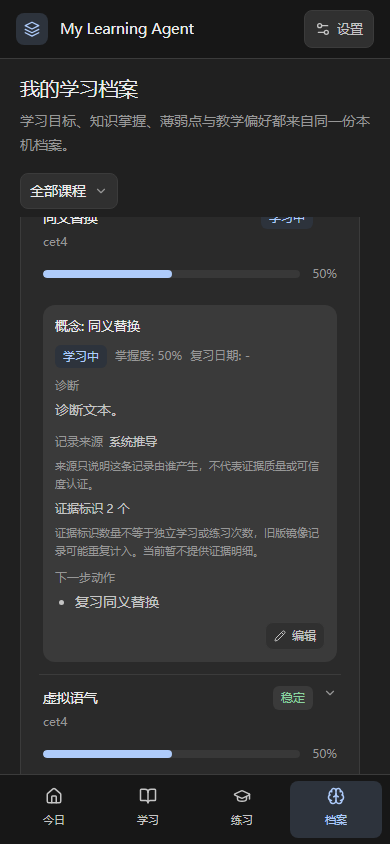 My Learning Agent
设置
我的学习档案
学习目标、知识掌握、薄弱点与教学偏好都来自同一份本
机档案。
全部课程
同义替换
学习中
cet4
50%
概念: 同义替换
学习中 掌握度: 50% 复习日期: -
诊断
诊断文本。
记录来源 系统推导
来源只说明这条记录由谁产生，不代表证据质量或可信
度认证。
证据标识 2 个
证据标识数量不等于独立学习或练习次数，旧版镜像记
录可能重复计入。当前暂不提供证据明细。
下一步动作
• 复习同义替换
编辑
虚拟语气
稳定
cet4
50%
今日
学习
练习
档案